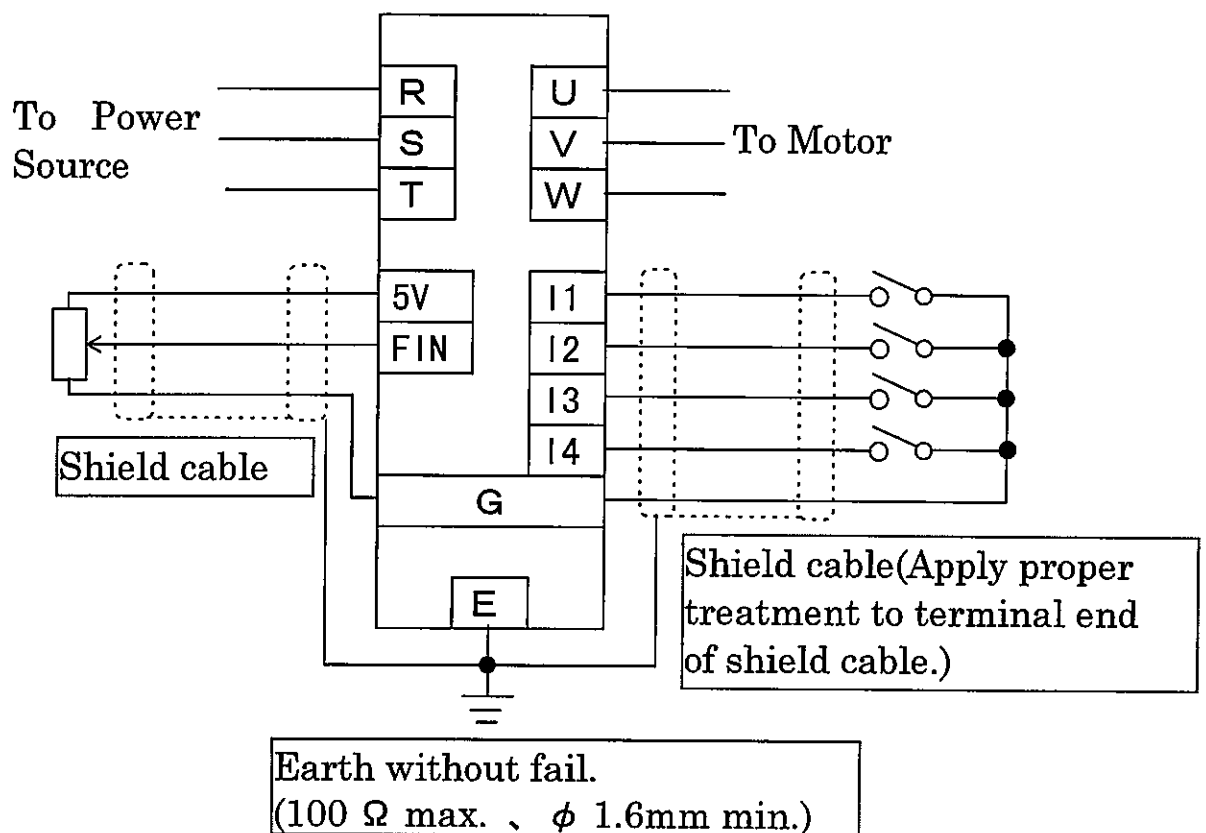 To Power
Source
R
S
T
U
V
W
To Motor
5V
FIN
I1
I2
I3
I4
G
E
Shield cable
Shield cable(Apply proper
treatment to terminal end
of shield cable.)
Earth without fail.
(100 Ω max. 、 φ 1.6mm min.)